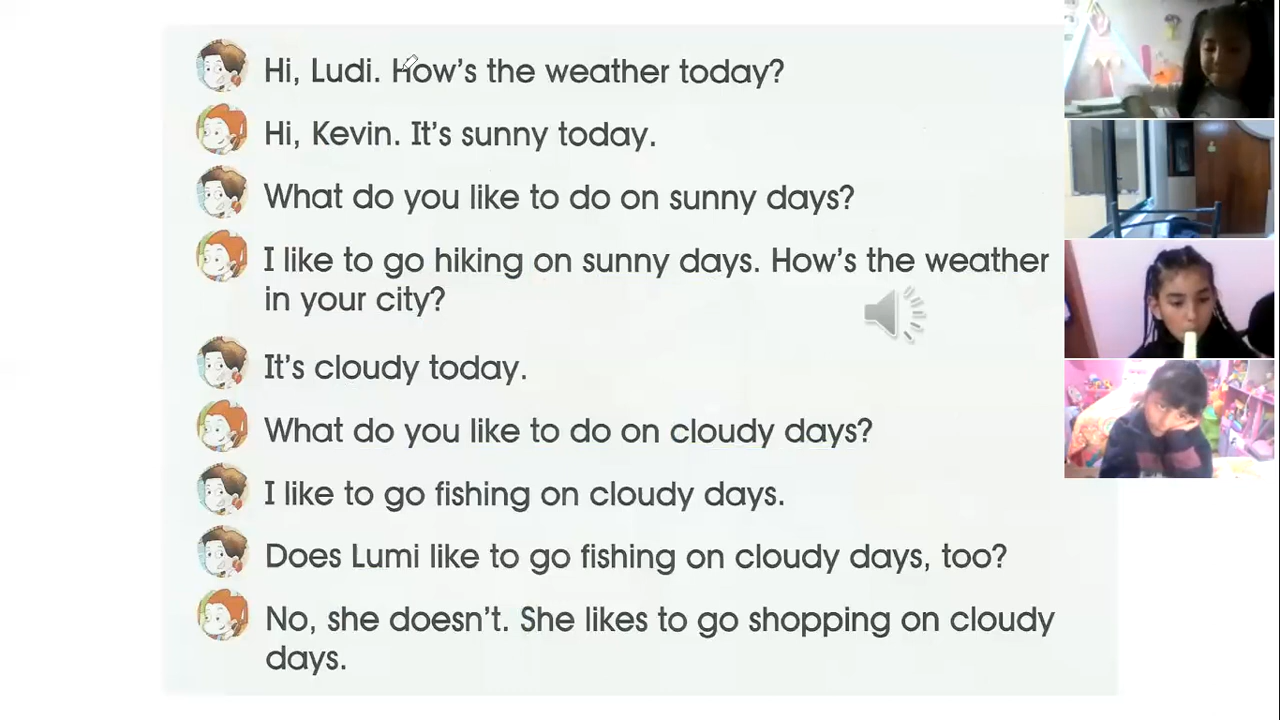 Hi, Ludi. How's the weather today?
Hi, Kevin. It's sunny today.
What do you like to do on sunny days?
I like to go hiking on sunny days. How's the weather
in your city?
It's cloudy today.
What do you like to do on cloudy days?
I like to go fishing on cloudy days.
Does Lumi like to go fishing on cloudy days, too?
No, she doesn't. She likes to go shopping on cloudy
days.